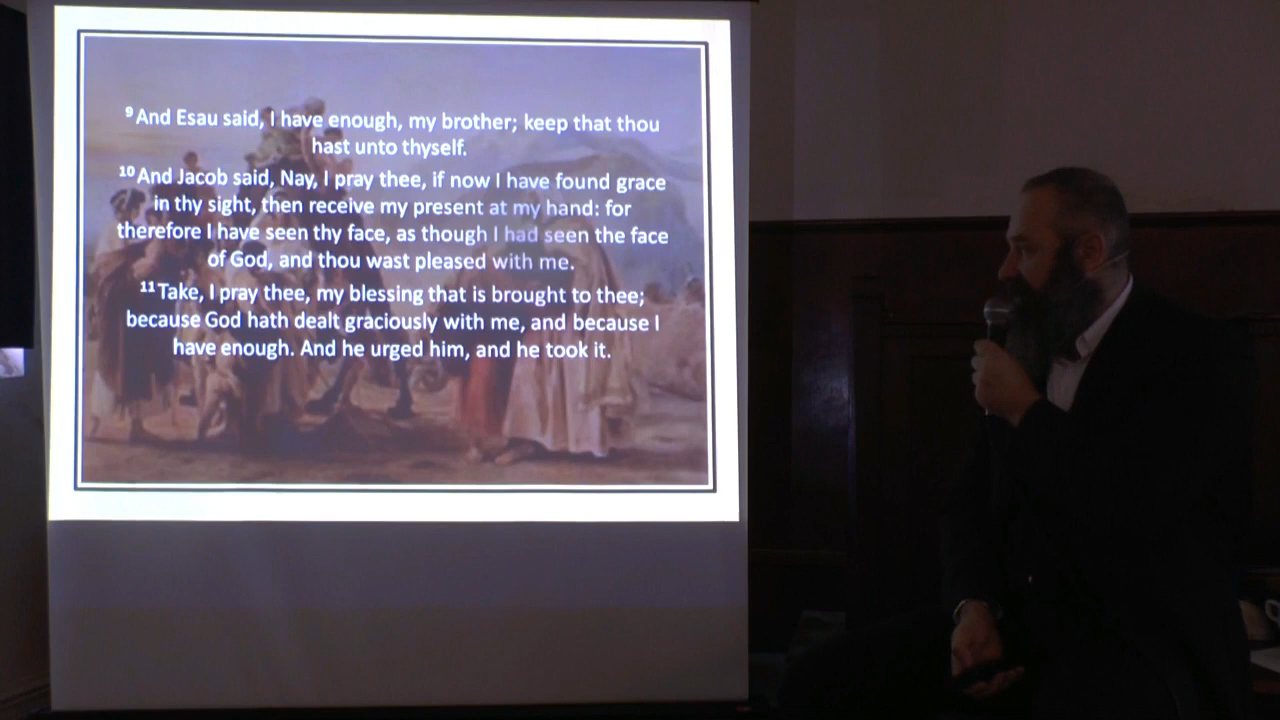 ⁹And Esau said, I have enough, my brother; keep that thou
hast unto thyself.
¹⁰And Jacob said, Nay, I pray thee, if now I have found grace
in thy sight, then receive my present at my hand: for
therefore I have seen thy face, as though I had seen the face
of God, and thou wast pleased with me.
¹¹Take, I pray thee, my blessing that is brought to thee;
because God hath dealt graciously with me, and because I
have enough. And he urged him, and he took it.